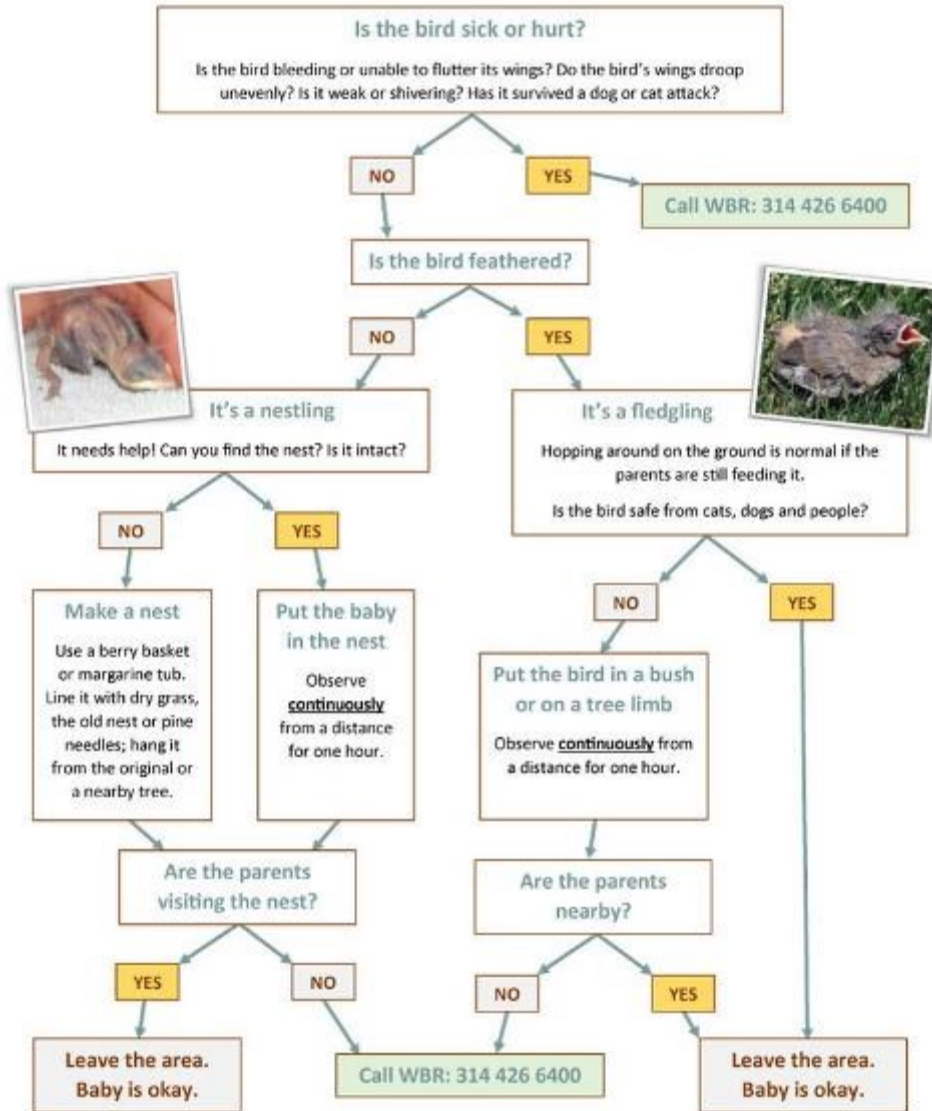 Is the bird sick or hurt?
Is the bird bleeding or unable to flutter its wings? Do the bird's wings droop
unevenly? Is it weak or shivering? Has it survived a dog or cat attack?
NO
YES
Call WBR: 314 426 6400
Is the bird feathered?
NO
YES
It's a nestling
It needs help! Can you find the nest? Is it intact?
It's a fledgling
Hopping around on the ground is normal if the
parents are still feeding it.
Is the bird safe from cats, dogs and people?
NO
YES
NO
YES
Make a nest
Use a berry basket
or margarine tub.
Line it with dry grass,
the old nest or pine
needles; hang it
from the original or
a nearby tree.
Put the baby
in the nest
Observe
continuously
from a distance
for one hour.
Put the bird in a bush
or on a tree limb
Observe continuously from
a distance for one hour.
Are the parents
visiting the nest?
Are the parents
nearby?
YES
NO
NO
YES
Leave the area.
Baby is okay.
Call WBR: 314 426 6400
Leave the area.
Baby is okay.